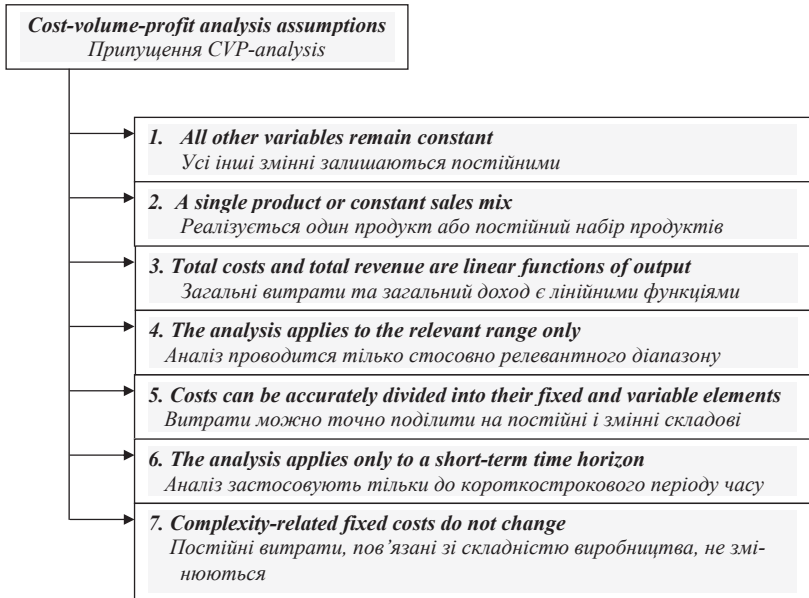 Cost-volume-profit analysis assumptions
Припущення CVP-analysis
1. All other variables remain constant
Усі інші змінні залишаються постійними
2. A single product or constant sales mix
Реалізується один продукт або постійний набір продуктів
3. Total costs and total revenue are linear functions of output
Загальні витрати та загальний доход є лінійними функціями
4. The analysis applies to the relevant range only
Аналіз проводится тільки стосовно релевантного діапазону
5. Costs can be accurately divided into their fixed and variable elements
Витрати можно точно поділити на постійні і змінні складові
6. The analysis applies only to a short-term time horizon
Аналіз застосовують тільки до короткострокового періоду часу
7. Complexity-related fixed costs do not change
Постійні витрати, пов’язані зі складністю виробництва, не змі-
нюються